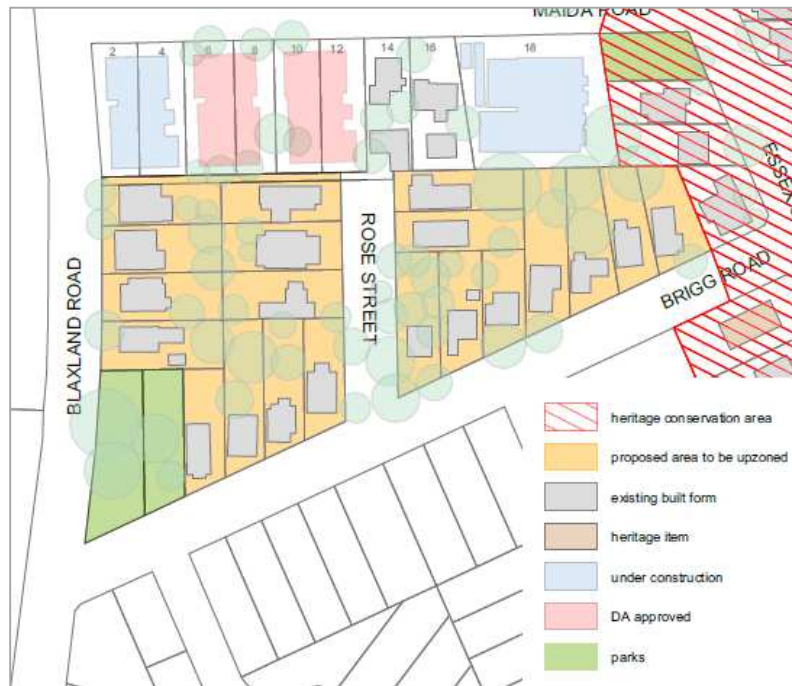 MAIDA ROAD
2
4
6
8
10
12
14
16
18
ESSEX
ROSE STREET
BLAXLAND ROAD
BRIGG ROAD
heritage conservation area
proposed area to be upzoned
existing built form
heritage item
under construction
DA approved
parks